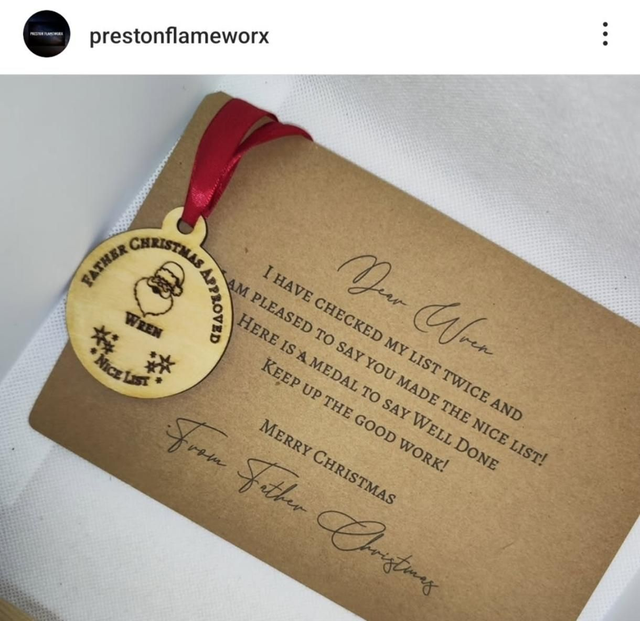 prestonflameworx
FATHER CHRISTMAS APPROVED
WREN
NICE LIST
Dear Wren
I HAVE CHECKED MY LIST TWICE AND
I AM PLEASED TO SAY YOU MADE THE NICE LIST!
HERE IS A MEDAL TO SAY WELL DONE
KEEP UP THE GOOD WORK!
MERRY CHRISTMAS
From Father Christmas